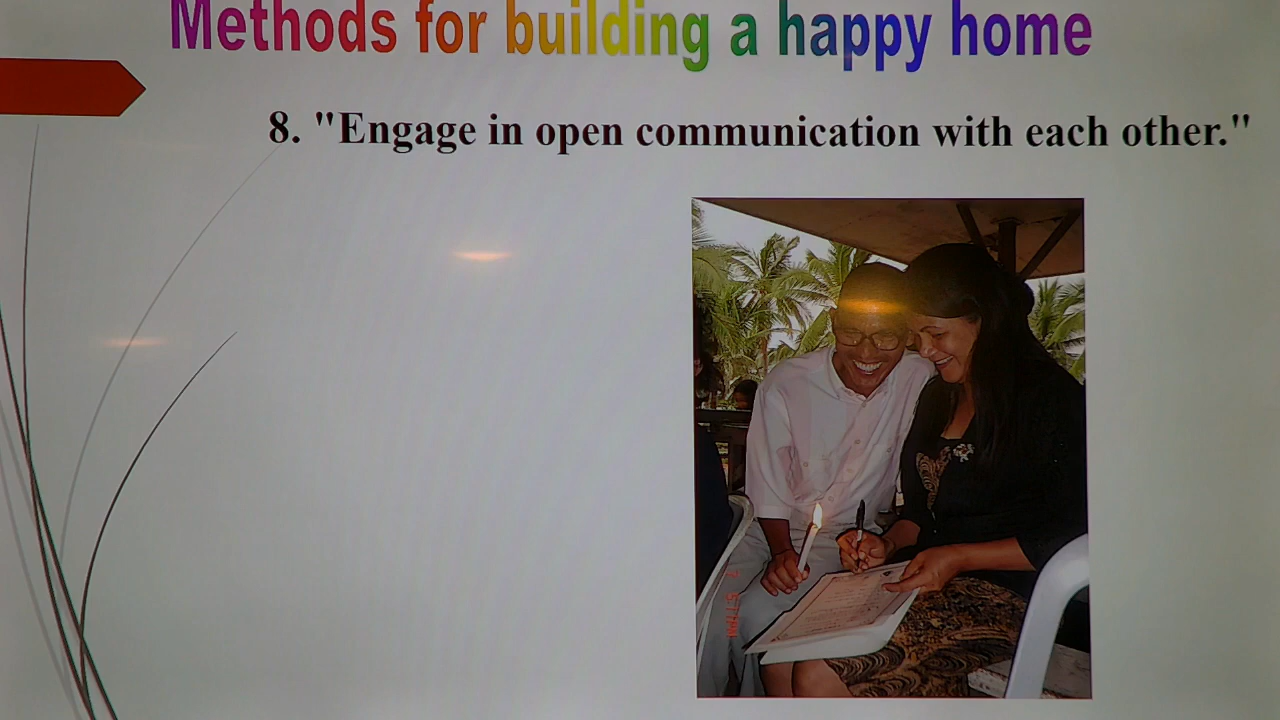 Methods for building a happy home
8. "Engage in open communication with each other."